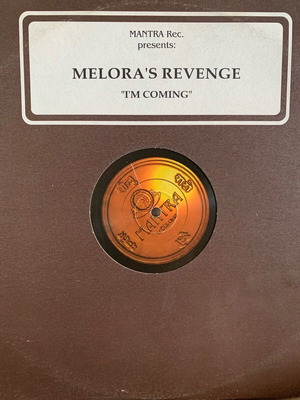 MANTRA Rec.
presents:
MELORA'S REVENGE
"I'M COMING"
MANTRA